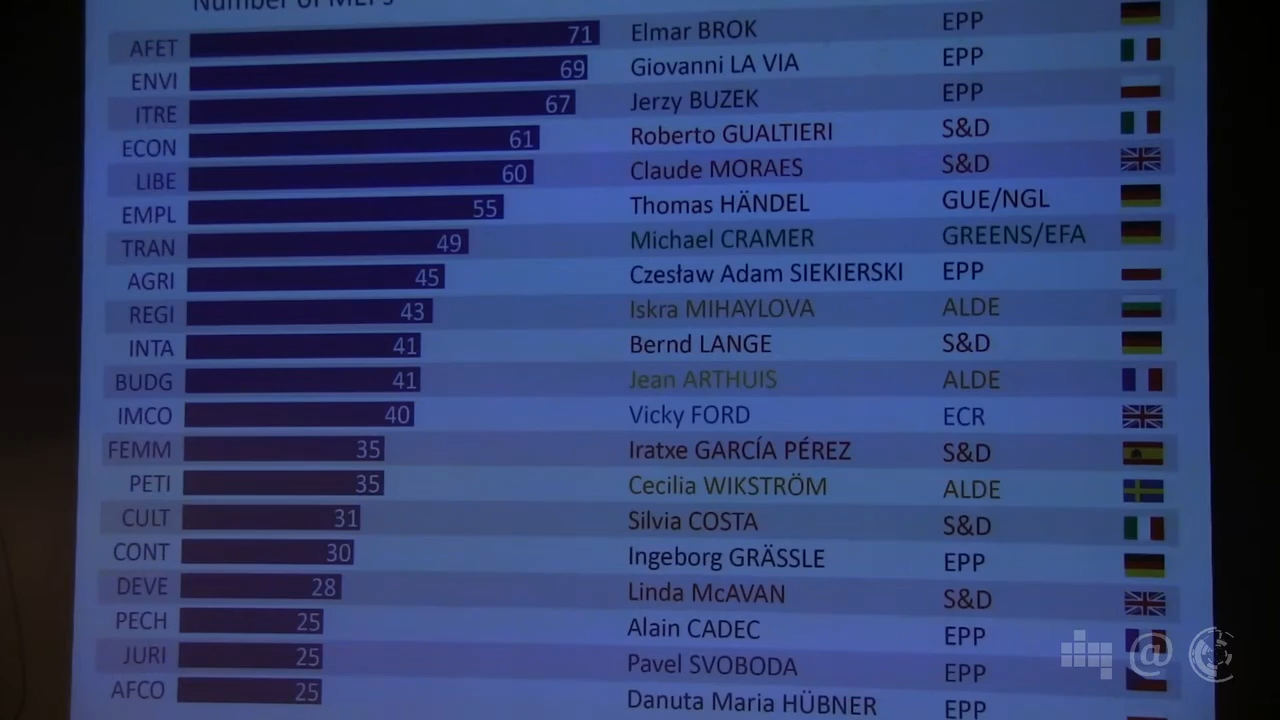 Number of MEPs
AFET 71 Elmar BROK EPP
ENVI 69 Giovanni LA VIA EPP
ITRE 67 Jerzy BUZEK EPP
ECON 61 Roberto GUALTIERI S&D
LIBE 60 Claude MORAES S&D
EMPL 55 Thomas HÄNDEL GUE/NGL
TRAN 49 Michael CRAMER GREENS/EFA
AGRI 45 Czesław Adam SIEKIERSKI EPP
REGI 43 Iskra MIHAYLOVA ALDE
INTA 41 Bernd LANGE S&D
BUDG 41 Jean ARTHUIS ALDE
IMCO 40 Vicky FORD ECR
FEMM 35 Iratxe GARCÍA PÉREZ S&D
PETI 35 Cecilia WIKSTRÖM ALDE
CULT 31 Silvia COSTA S&D
CONT 30 Ingeborg GRÄSSLE EPP
DEVE 28 Linda McAVAN S&D
PECH 25 Alain CADEC EPP
JURI 25 Pavel SVOBODA EPP
AFCO 25 Danuta Maria HÜBNER EPP